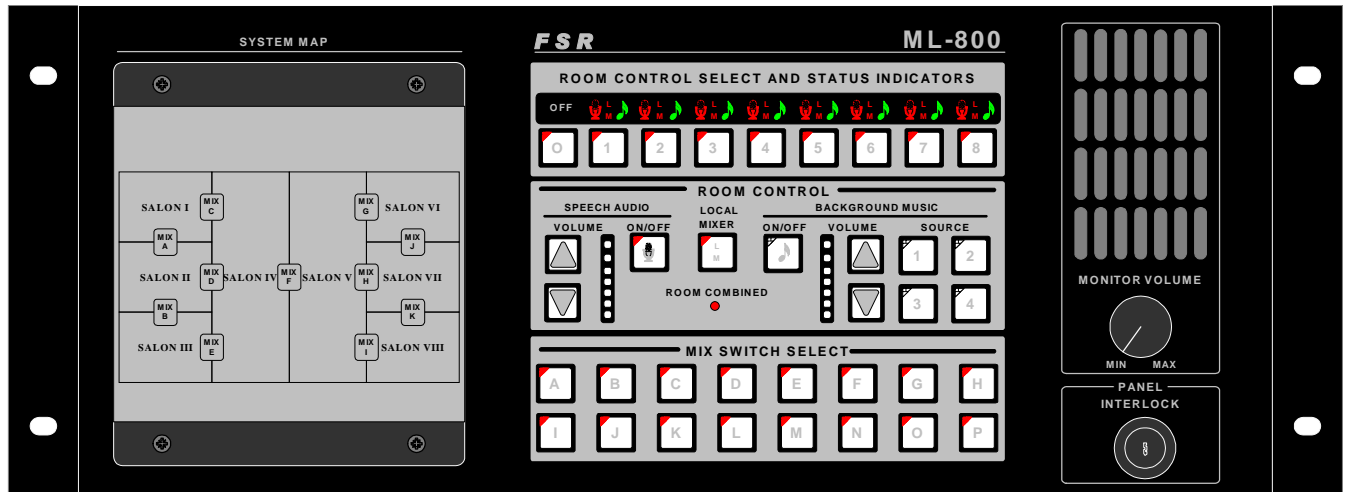 SYSTEM MAP
SALON I
MIX C
MIX G
SALON VI
MIX A
MIX J
SALON II
MIX D
SALON IV
MIX F
SALON V
MIX H
SALON VII
MIX B
MIX K
SALON III
MIX E
MIX I
SALON VIII
FSR
ML-800
ROOM CONTROL SELECT AND STATUS INDICATORS
OFF L M L M L M L M L M L M L M L M
O 1 2 3 4 5 6 7 8
ROOM CONTROL
SPEECH AUDIO
LOCAL MIXER
BACKGROUND MUSIC
VOLUME ON/OFF
ON/OFF VOLUME SOURCE
L M
1 2
3 4
ROOM COMBINED
MIX SWITCH SELECT
A B C D E F G H
I J K L M N O P
MONITOR VOLUME
MIN MAX
PANEL
INTERLOCK